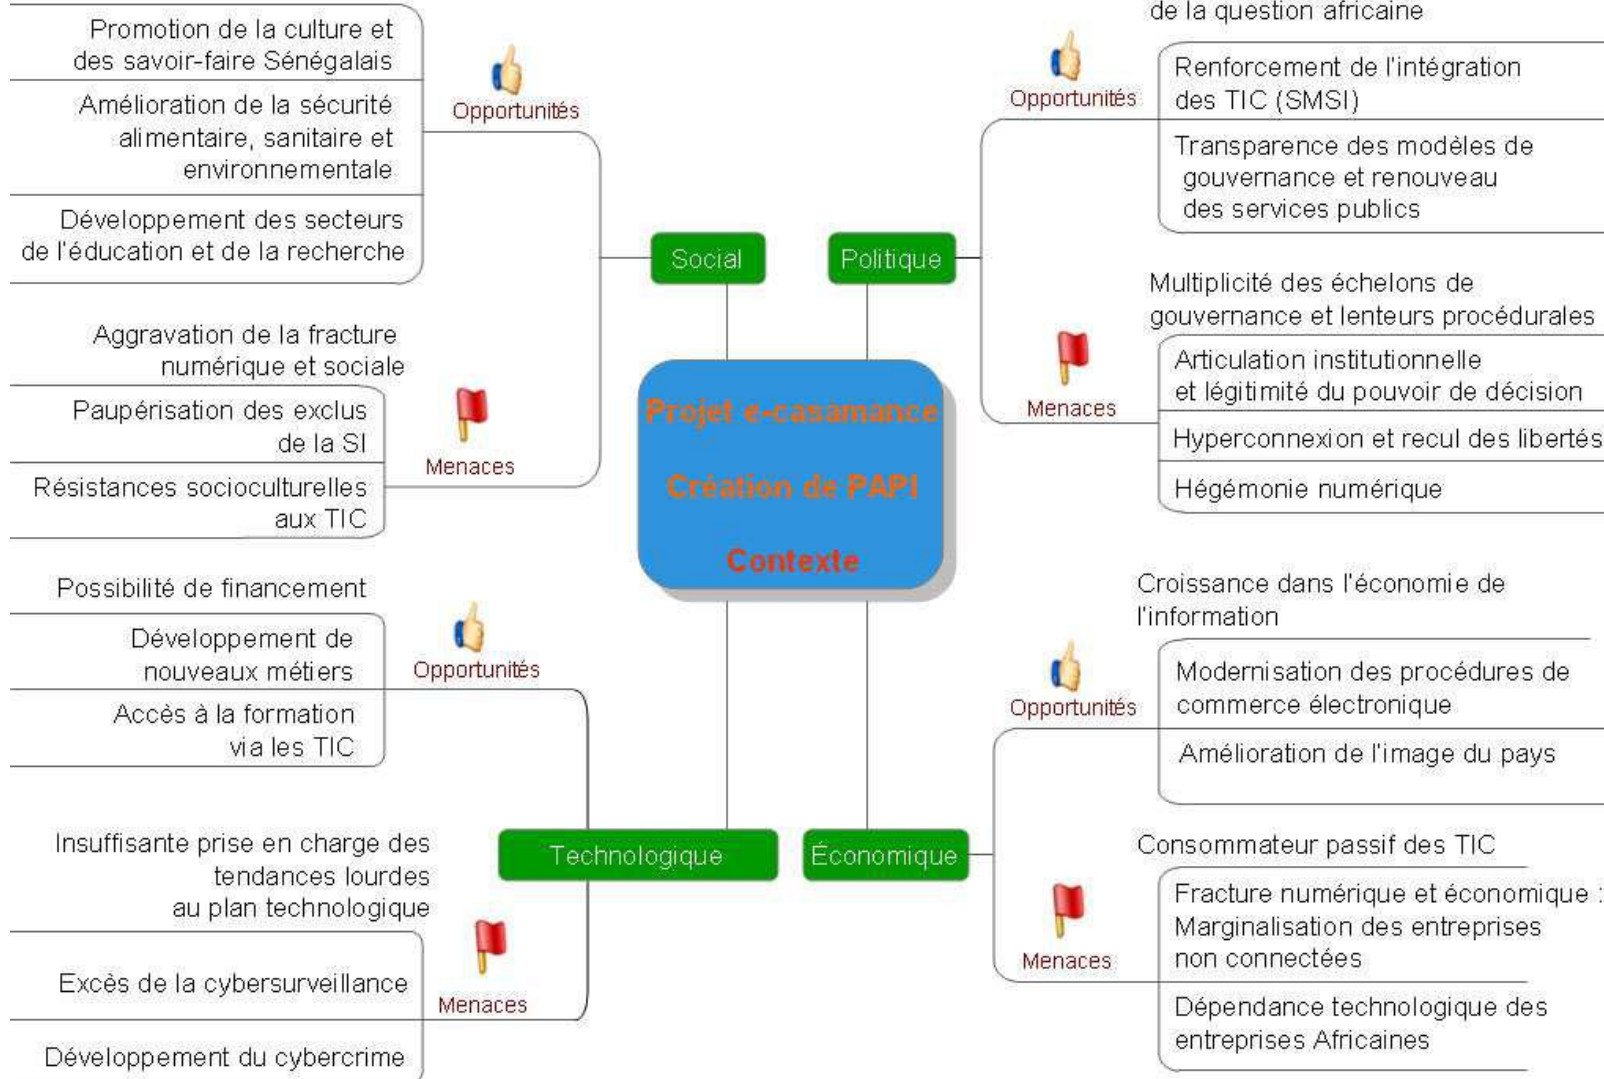 Promotion de la culture et
des savoir-faire Sénégalais
Amélioration de la sécurité
alimentaire, sanitaire et
environnementale
Développement des secteurs
de l'éducation et de la recherche
Opportunités
Social
Aggravation de la fracture
numérique et sociale
Paupérisation des exclus
de la SI
Résistances socioculturelles
aux TIC
Menaces
de la question africaine
Renforcement de l'intégration
des TIC (SMSI)
Transparence des modèles de
gouvernance et renouveau
des services publics
Opportunités
Politique
Multiplicité des échelons de
gouvernance et lenteurs procédurales
Articulation institutionnelle
et légitimité du pouvoir de décision
Hyperconnexion et recul des libertés
Hégémonie numérique
Menaces
Projet e-casamance
Création de PAPI
Contexte
Possibilité de financement
Développement de
nouveaux métiers
Accès à la formation
via les TIC
Opportunités
Technologique
Insuffisante prise en charge des
tendances lourdes
au plan technologique
Excès de la cybersurveillance
Développement du cybercrime
Menaces
Croissance dans l'économie de
l'information
Modernisation des procédures de
commerce électronique
Amélioration de l'image du pays
Opportunités
Économique
Consommateur passif des TIC
Fracture numérique et économique :
Marginalisation des entreprises
non connectées
Dépendance technologique des
entreprises Africaines
Menaces